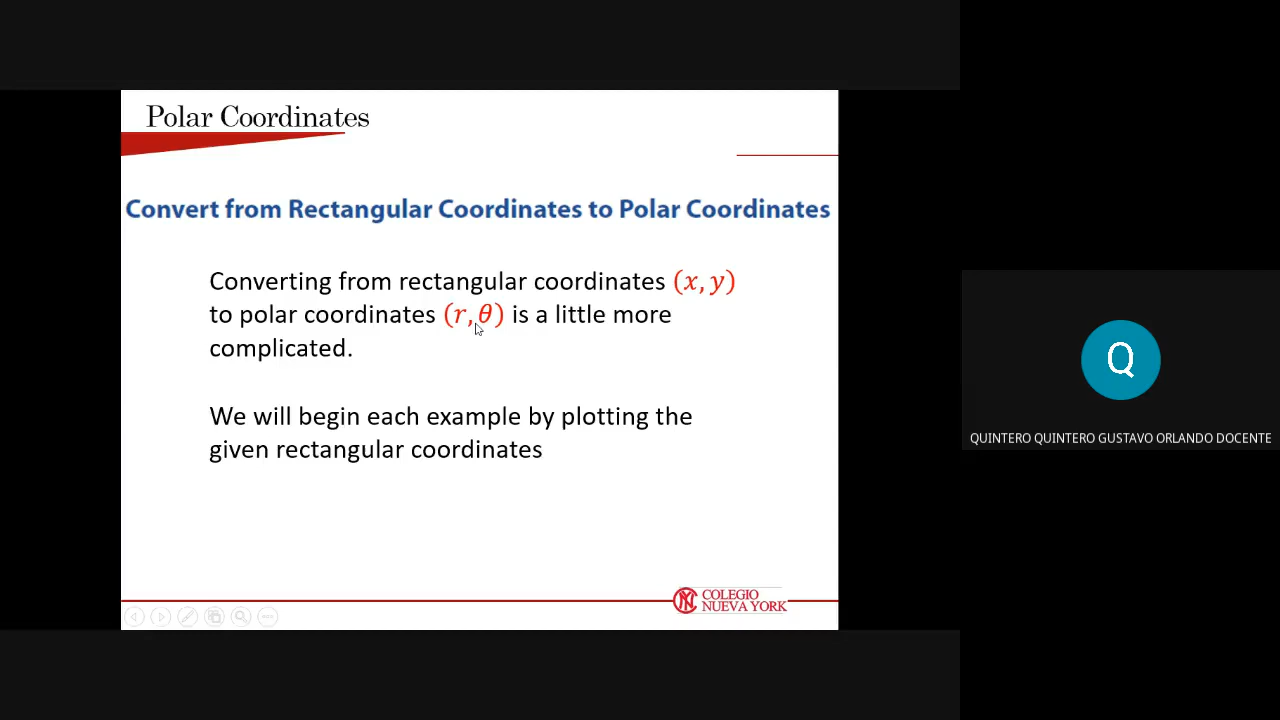 Polar Coordinates
Convert from Rectangular Coordinates to Polar Coordinates
Converting from rectangular coordinates (x, y)
to polar coordinates (r, θ) is a little more
complicated.
We will begin each example by plotting the
given rectangular coordinates
COLEGIO
NUEVA YORK
Q
QUINTERO QUINTERO GUSTAVO ORLANDO DOCENTE